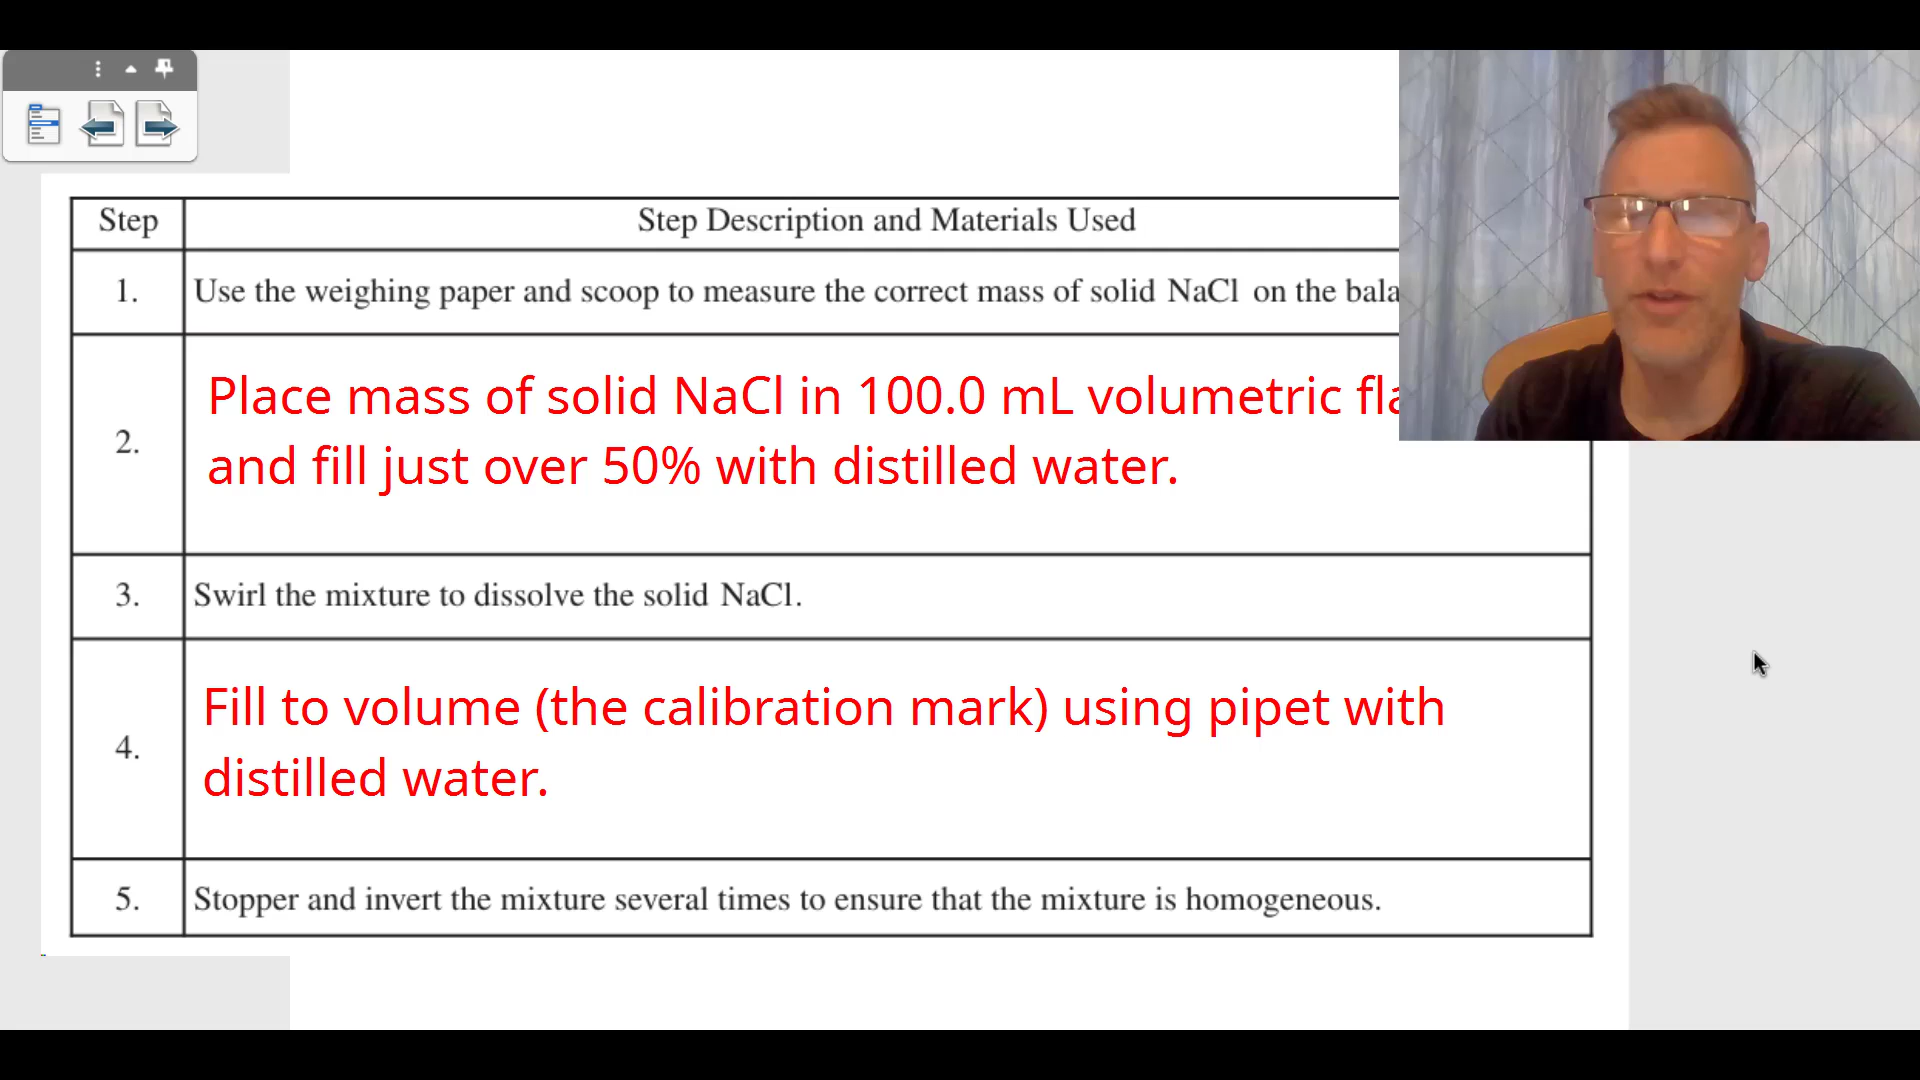 Step Step Description and Materials Used
1. Use the weighing paper and scoop to measure the correct mass of solid NaCl on the
Place mass of solid NaCl in 100.0 mL volumetric
2.
and fill just over 50% with distilled water.
3. Swirl the mixture to dissolve the solid NaCl.
Fill to volume (the calibration mark) using pipet with
4.
distilled water.
5. Stopper and invert the mixture several times to ensure that the mixture is homogeneous.